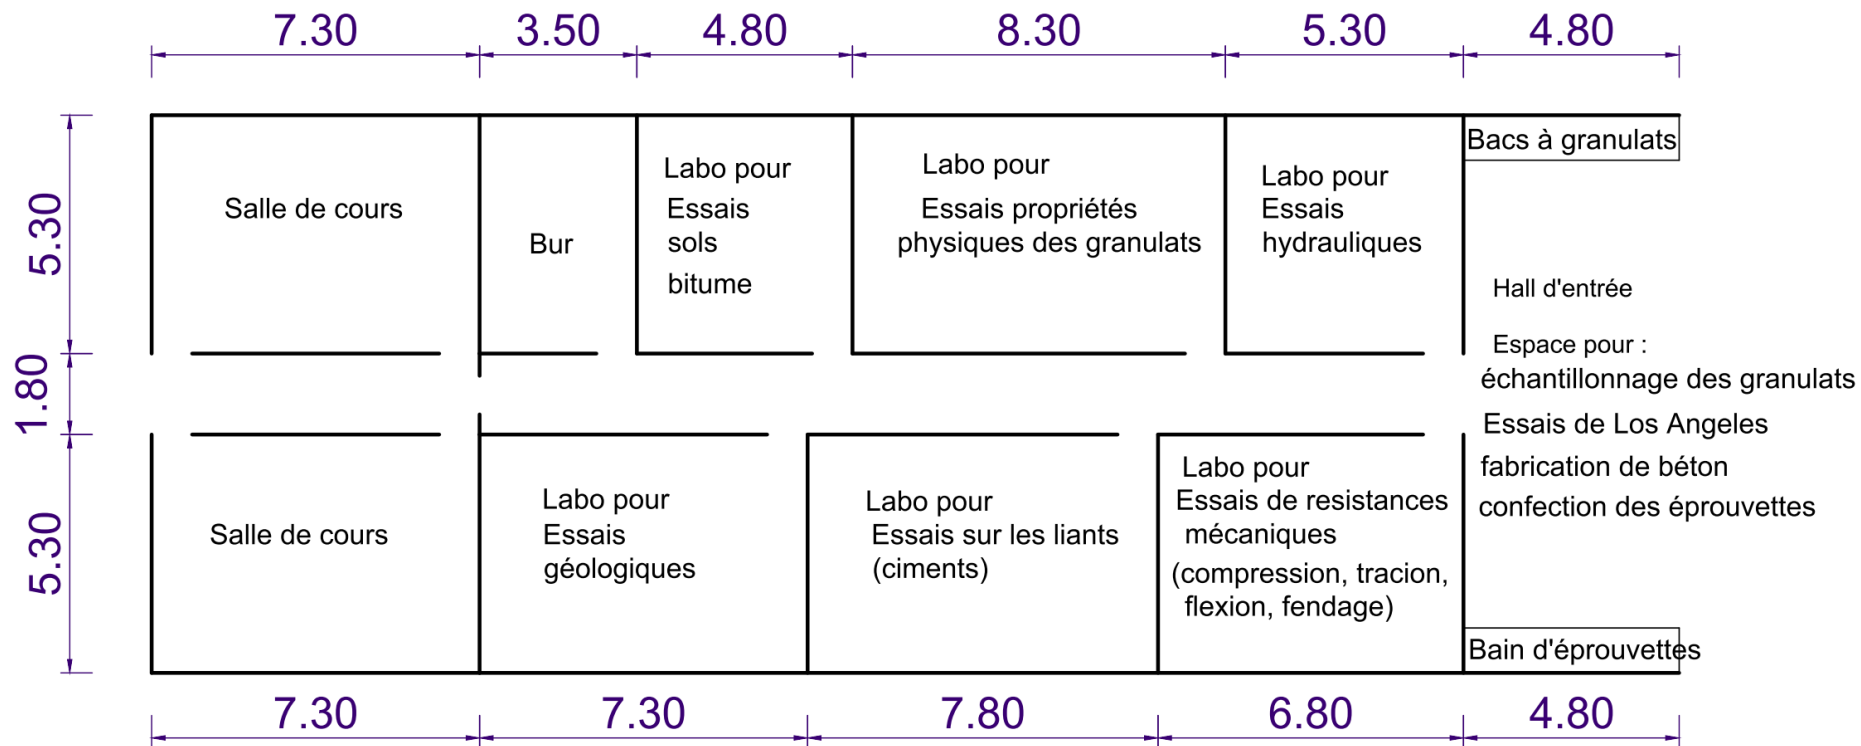 7.30 3.50 4.80 8.30 5.30 4.80
5.30
1.80
5.30
Salle de cours
Bur
Labo pour
Essais
sols
bitume
Labo pour
Essais propriétés
physiques des granulats
Labo pour
Essais
hydrauliques
Bacs à granulats
Hall d'entrée
Espace pour :
échantillonnage des granulats
Essais de Los Angeles
fabrication de béton
confection des éprouvettes
Salle de cours
Labo pour
Essais
géologiques
Labo pour
Essais sur les liants
(ciments)
Labo pour
Essais de resistances
mécaniques
(compression, tracion,
flexion, fendage)
Bain d'éprouvettes
7.30 7.30 7.80 6.80 4.80